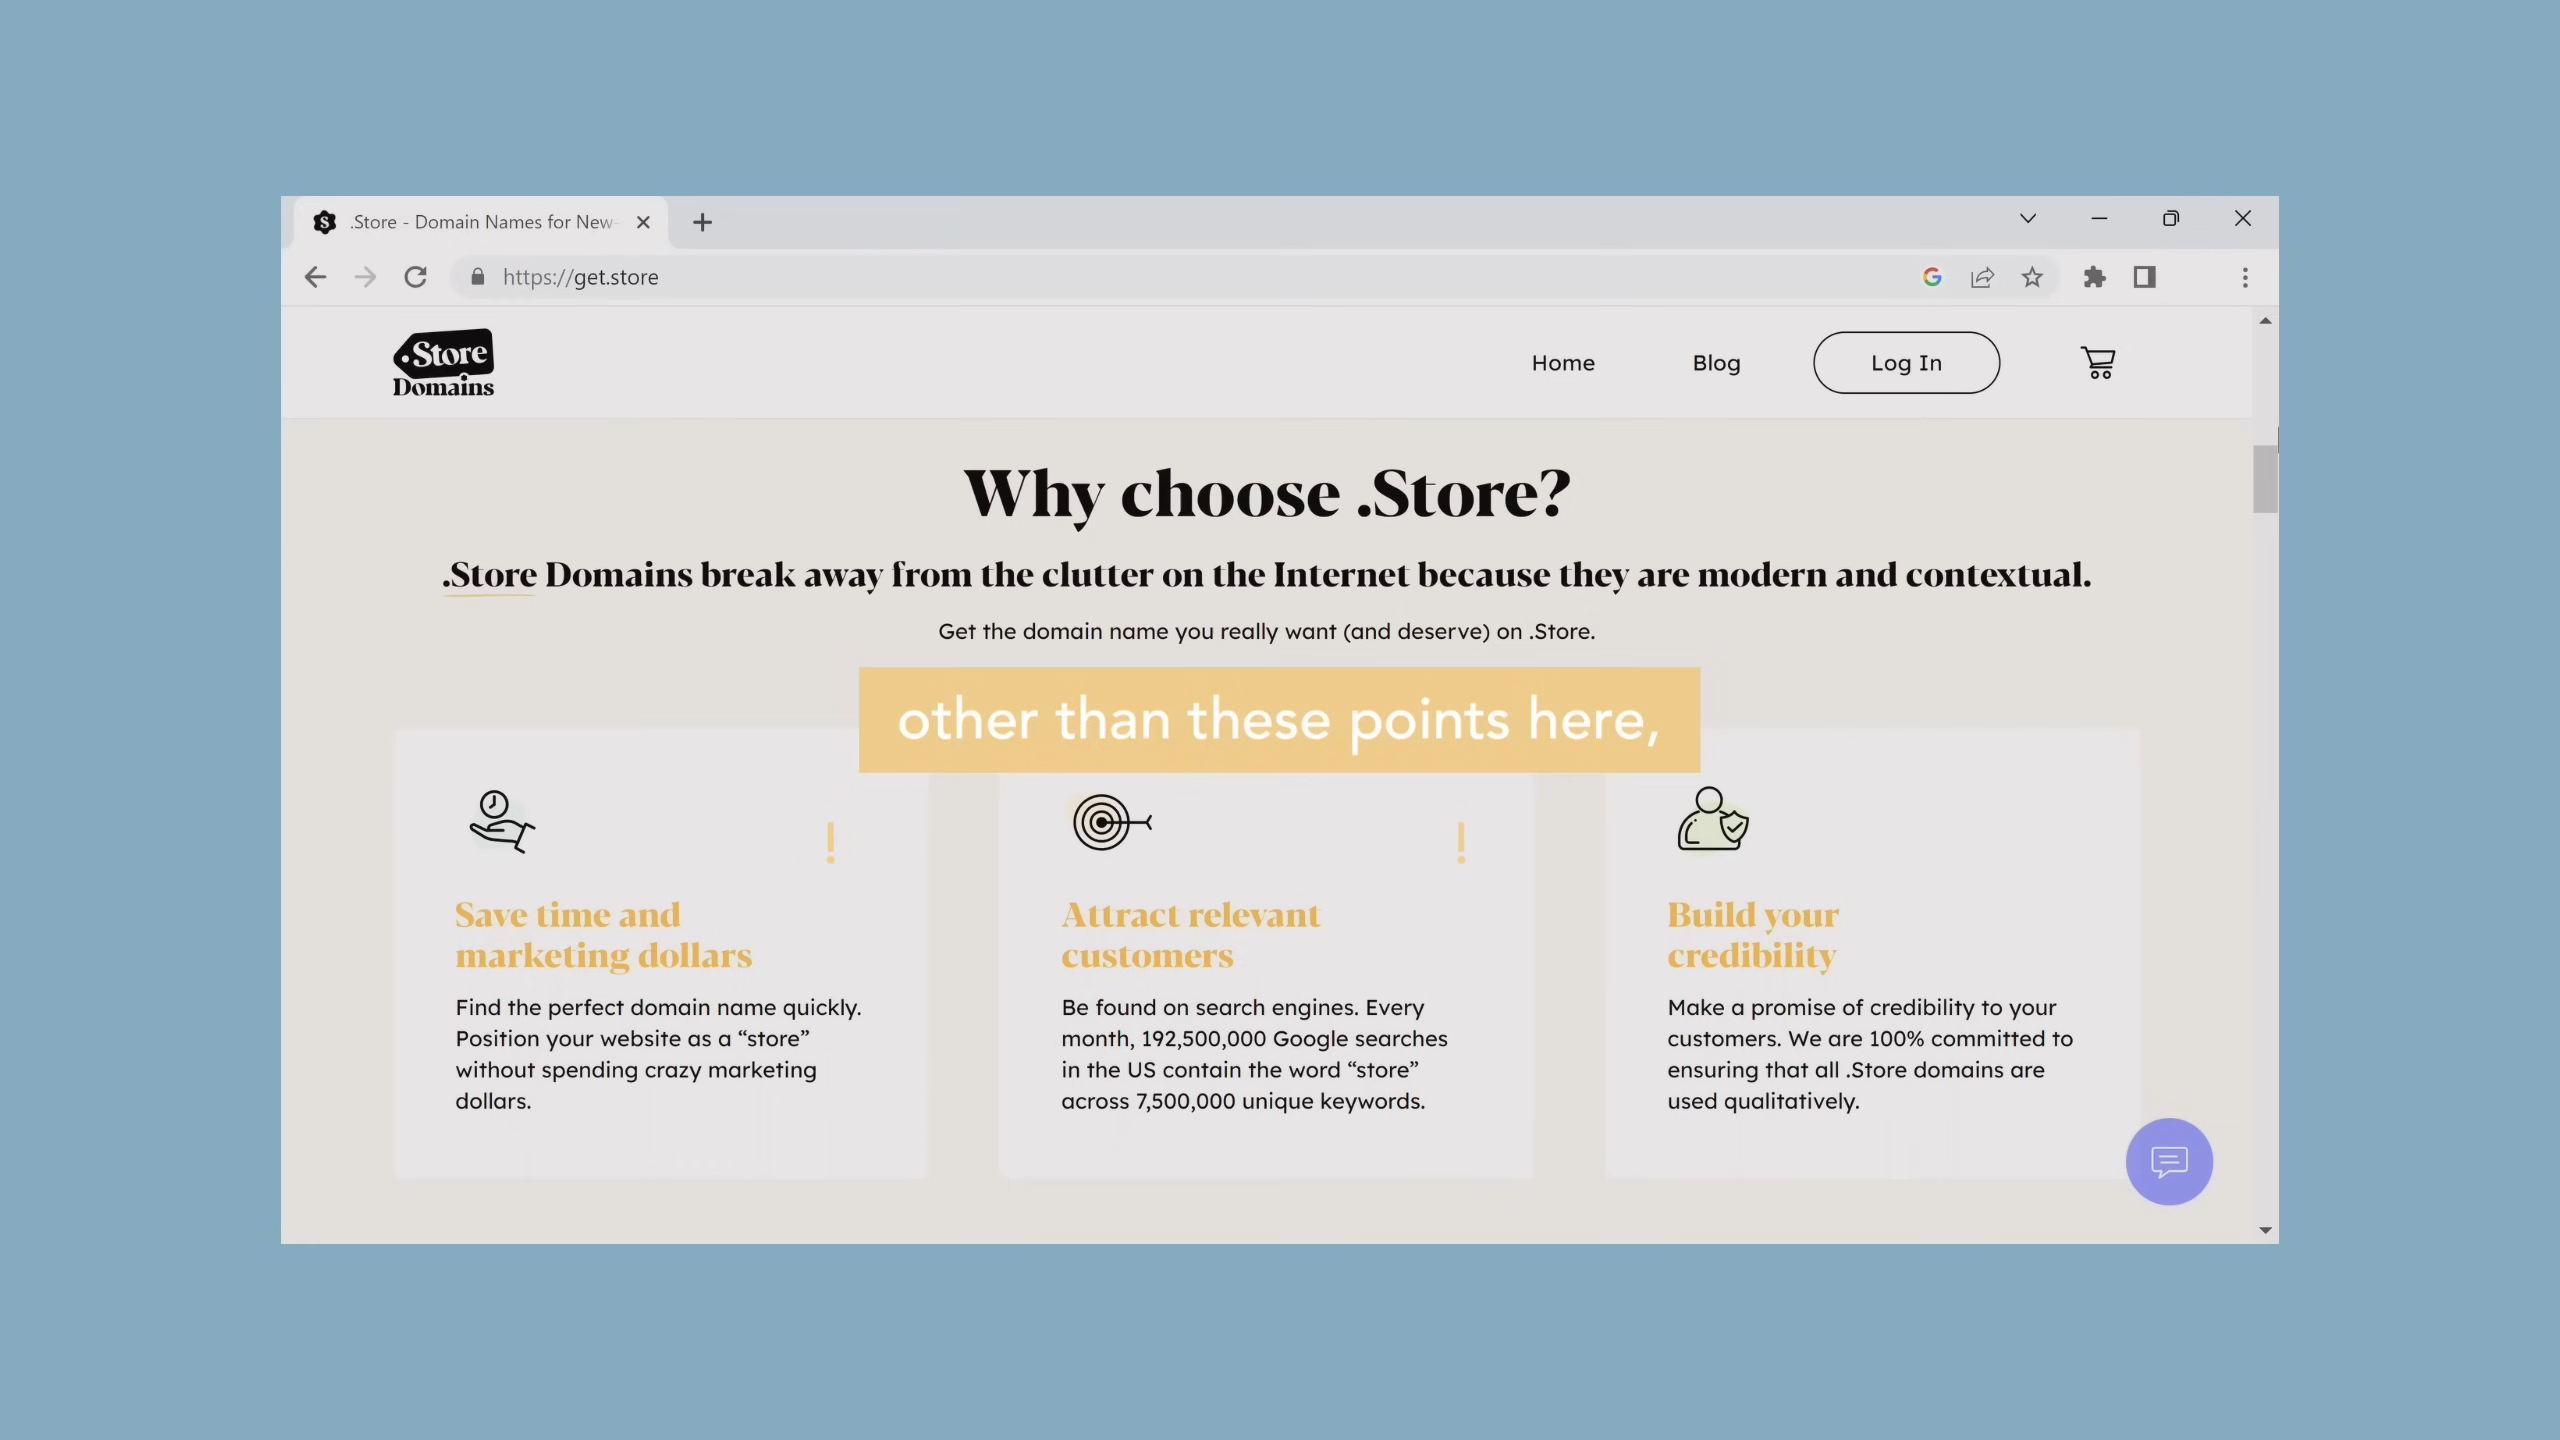 .Store - Domain Names for New-
https://get.store
.Store
Domains
Home
Blog
Log In
Why choose .Store?
.Store Domains break away from the clutter on the Internet because they are modern and contextual.
Get the domain name you really want (and deserve) on .Store.
other than these points here,
!
!
Save time and
marketing dollars
Find the perfect domain name quickly.
Position your website as a “store”
without spending crazy marketing
dollars.
Attract relevant
customers
Be found on search engines. Every
month, 192,500,000 Google searches
in the US contain the word “store”
across 7,500,000 unique keywords.
Build your
credibility
Make a promise of credibility to your
customers. We are 100% committed to
ensuring that all .Store domains are
used qualitatively.